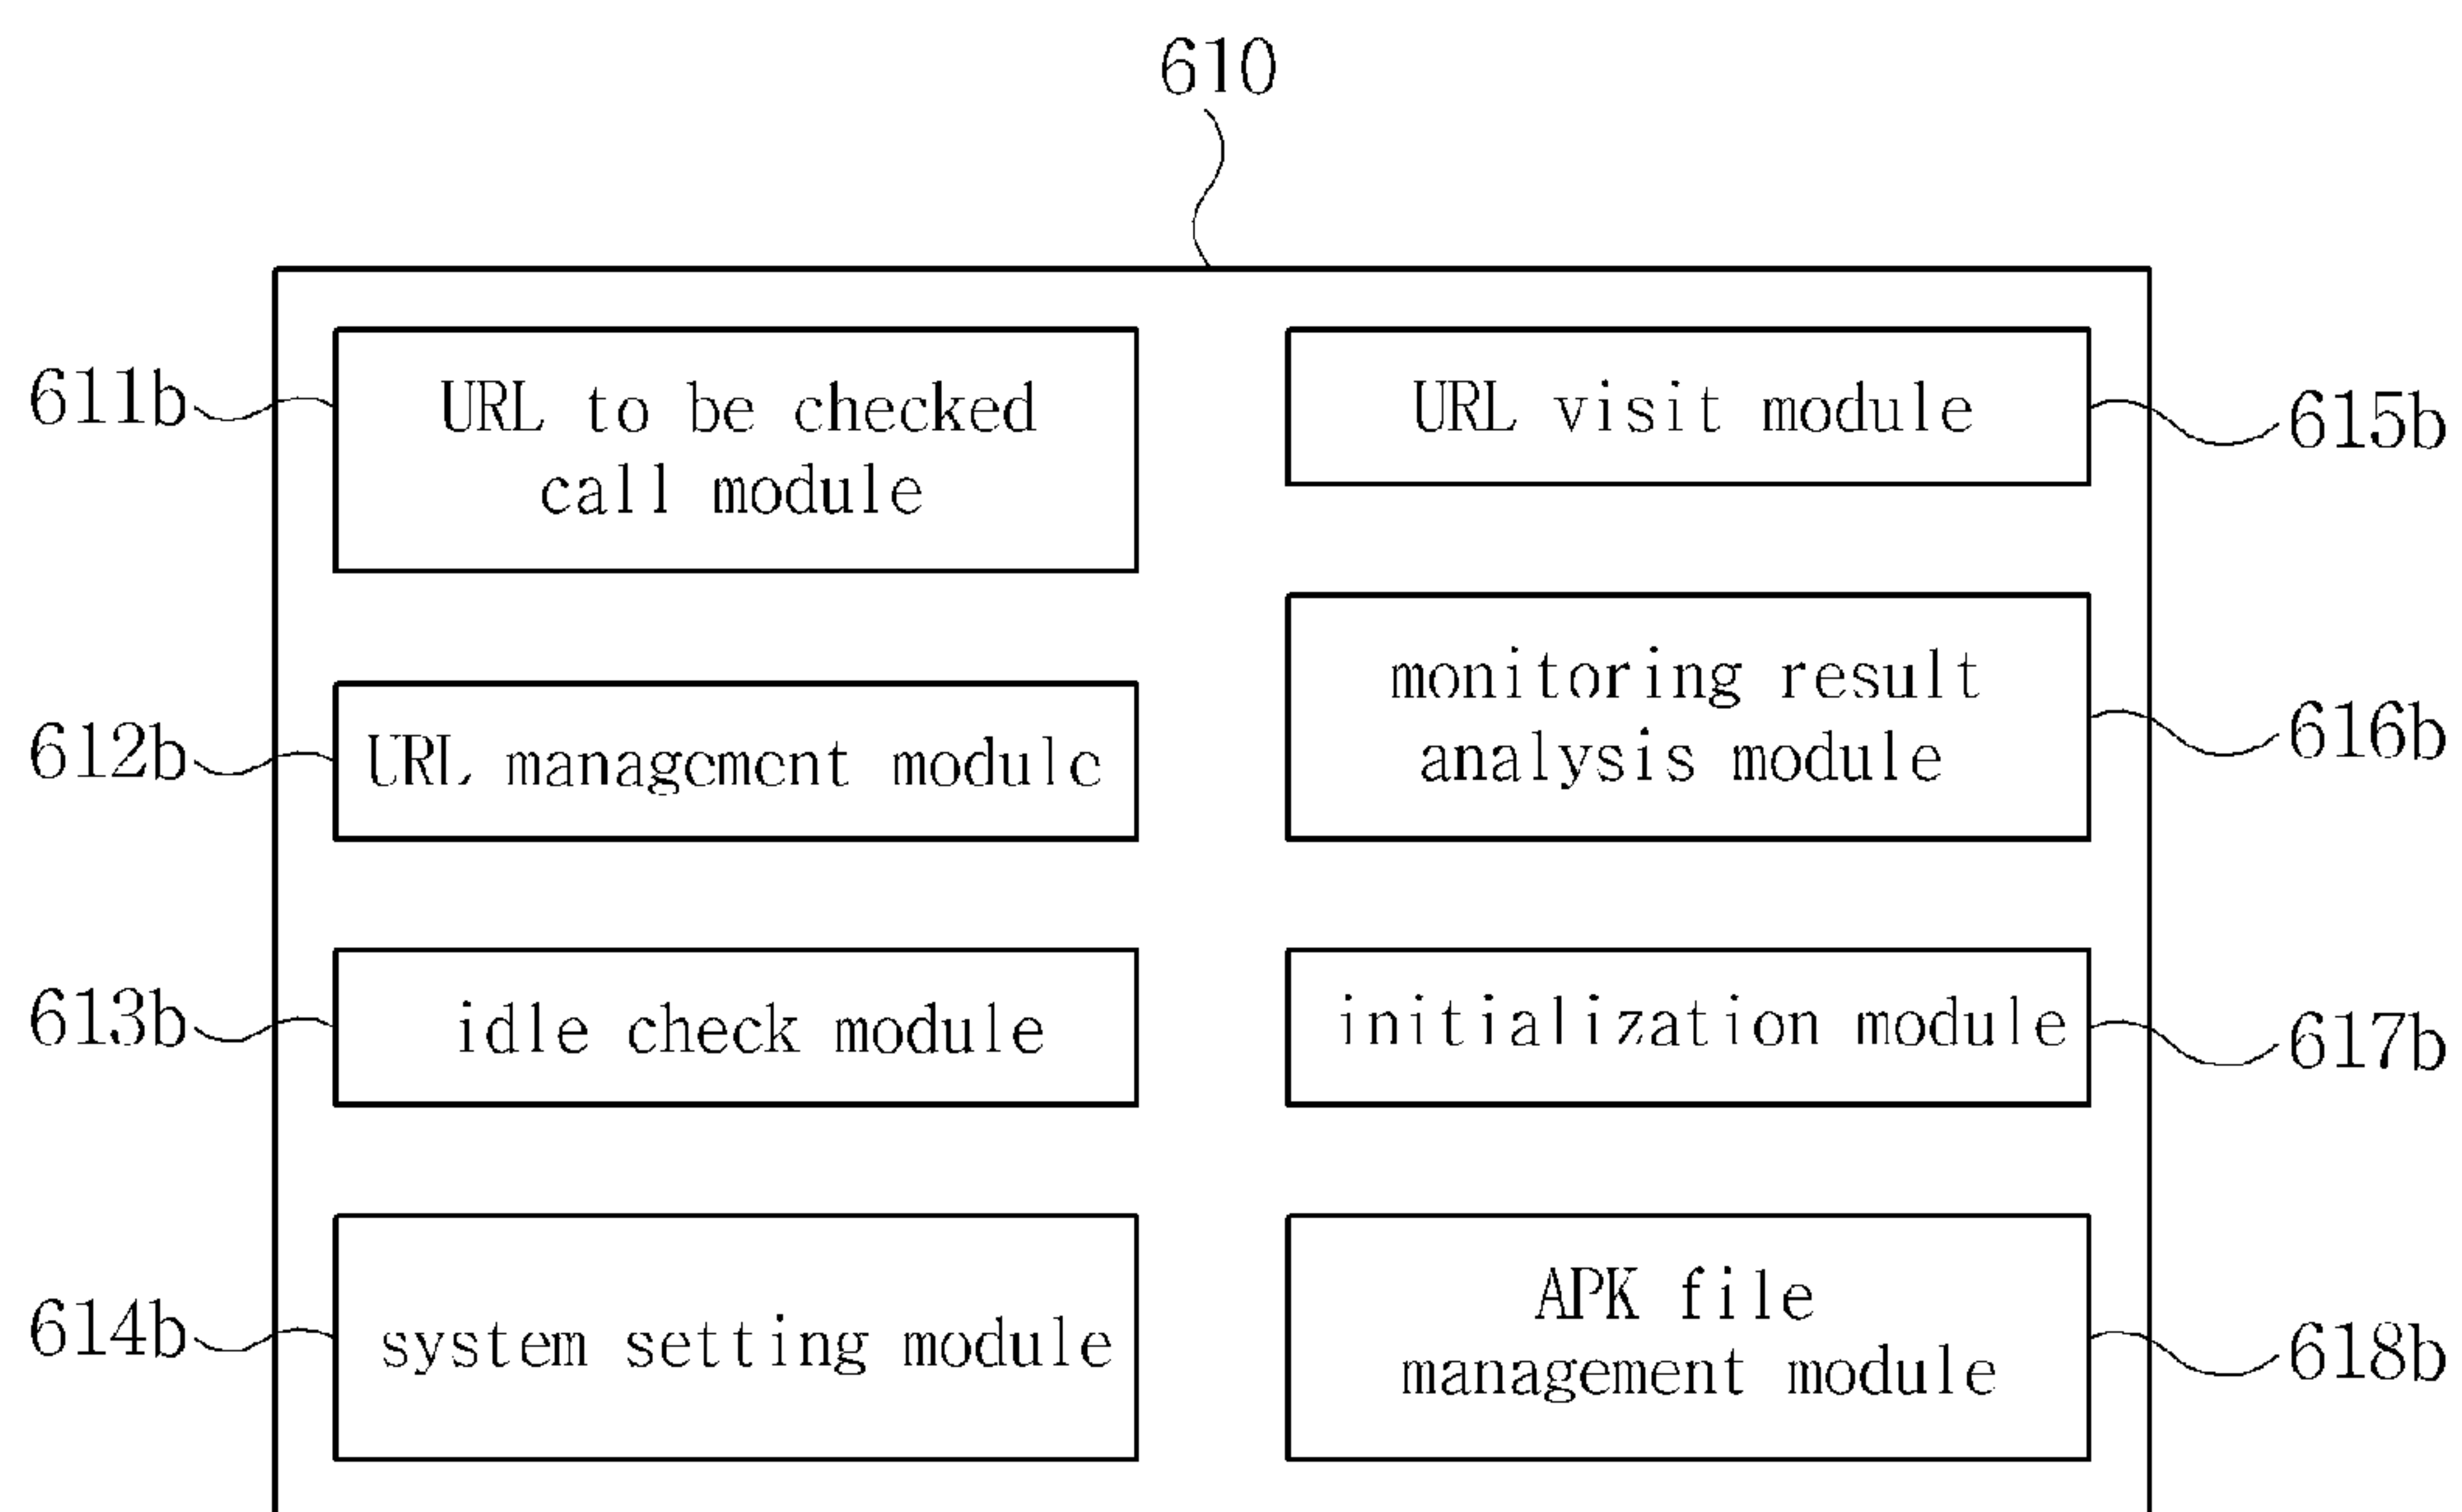 610
611b
URL to be checked
call module
URL visit module
615b
612b
URL management module
monitoring result
analysis module
616b
613b
idle check module
initialization module
617b
614b
system setting module
APK file
management module
618b